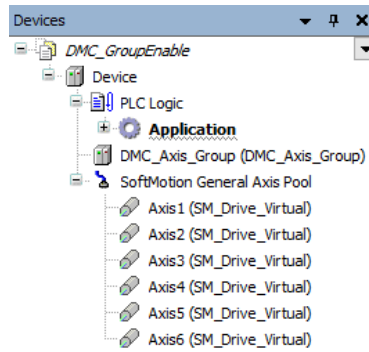 Devices
DMC_GroupEnable
Device
PLC Logic
Application
DMC_Axis_Group (DMC_Axis_Group)
SoftMotion General Axis Pool
Axis1 (SM_Drive_Virtual)
Axis2 (SM_Drive_Virtual)
Axis3 (SM_Drive_Virtual)
Axis4 (SM_Drive_Virtual)
Axis5 (SM_Drive_Virtual)
Axis6 (SM_Drive_Virtual)